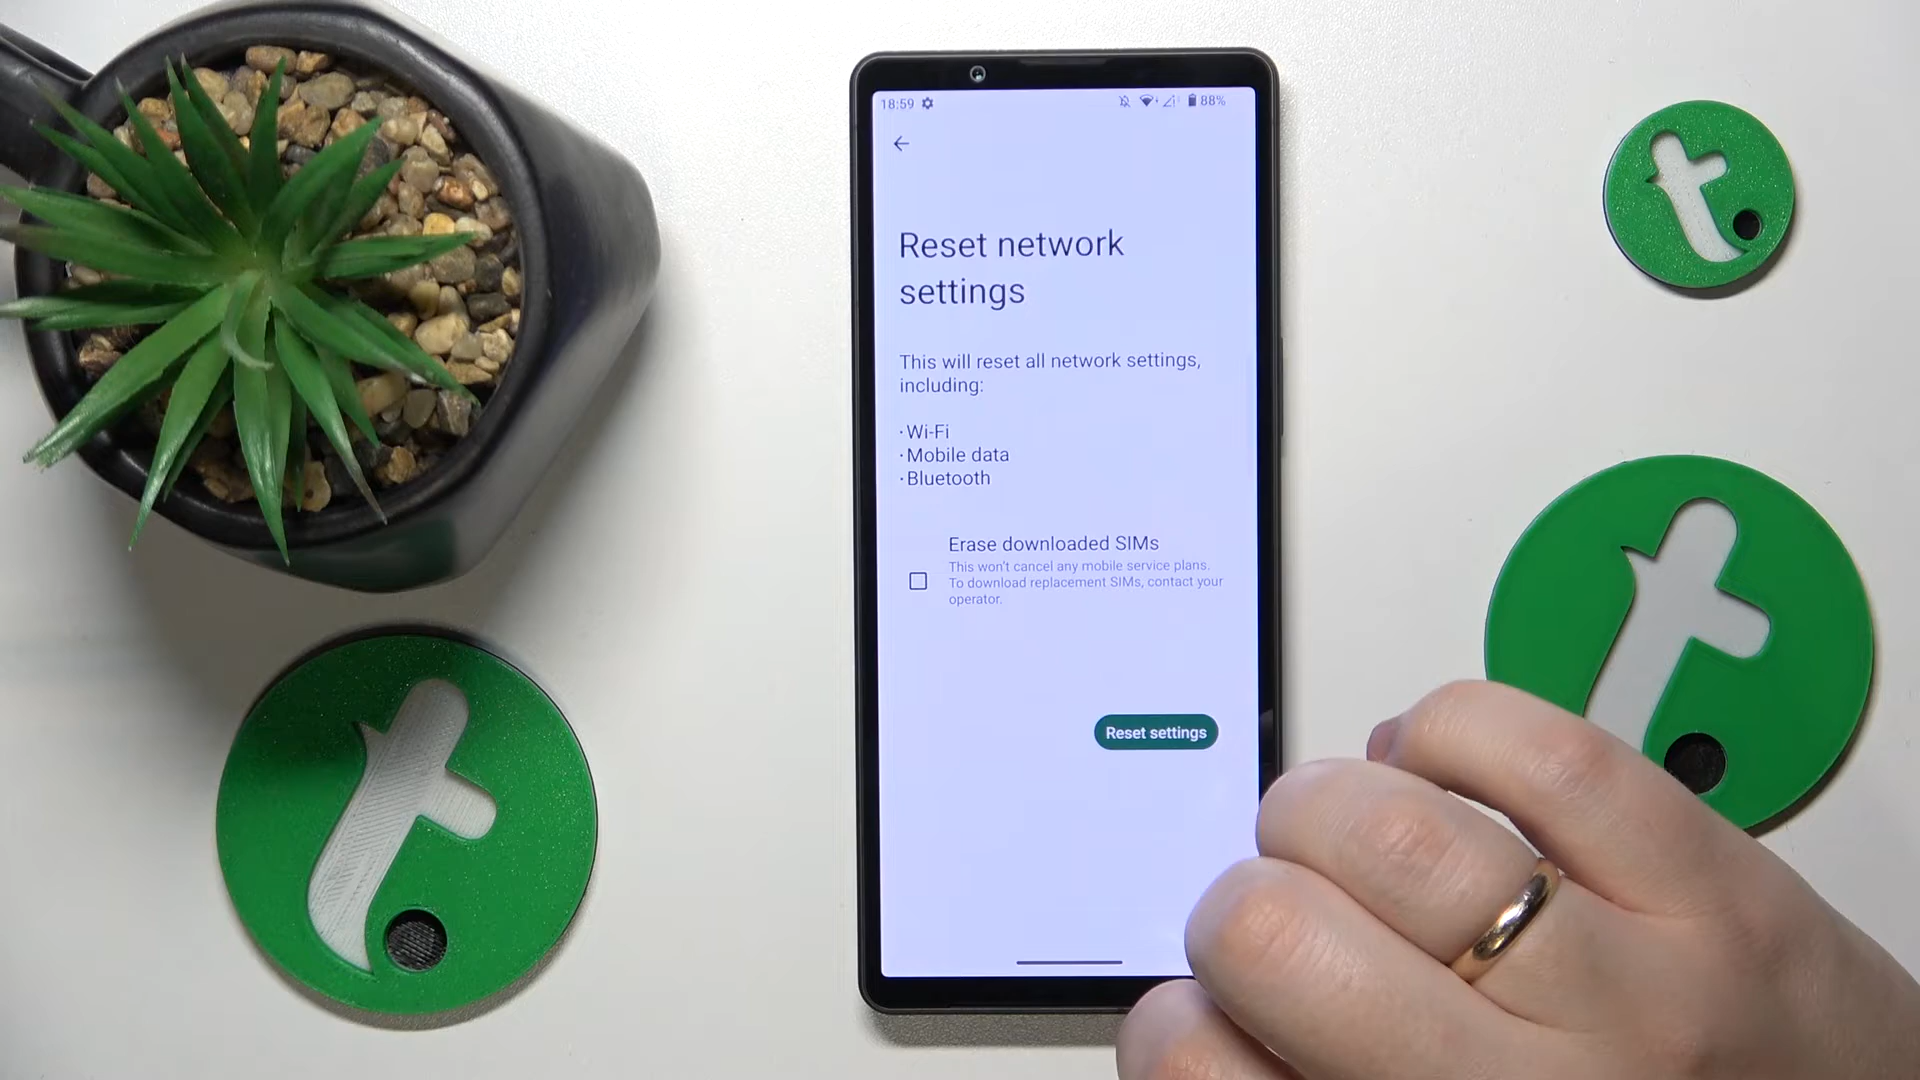 18:59
88%
Reset network
settings
This will reset all network settings,
including:
· Wi-Fi
· Mobile data
· Bluetooth
Erase downloaded SIMs
This won't cancel any mobile service plans.
To download replacement SIMs, contact your
operator.
Reset settings